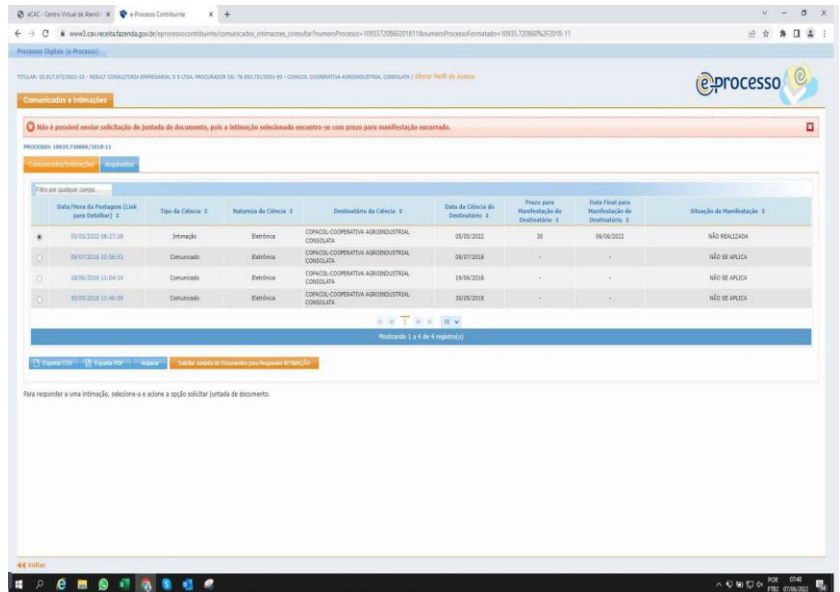 eCAC - Centro Virtual de Atendi
e-Processo Contribuinte
www3.cav.receita.fazenda.gov.br/eprocessocontribuinte/comunicados_intimacoes_consultar?numeroProcesso=10935720860201811&numeroProcessoFormatado=10935.720860%2F2018-11
Processos Digitais (e-Processo)
e-processo
Comunicados e Intimações
Não é possível enviar solicitação de juntada de documento, pois a intimação selecionada encontra-se com prazo para manifestação encerrado.
PROCESSO: 10935.720860/2018-11
Comunicados/Intimações Arquivados
Filtro por qualquer campo...
Data/Hora da Postagem (Link para Detalhar) Tipo da Ciência Natureza da Ciência Destinatário da Ciência Data da Ciência do Destinatário Prazo para Manifestação do Destinatário Data Final para Manifestação do Destinatário Situação da Manifestação
05/05/2022 08:27:18 Intimação Eletrônica COPACOL-COOPERATIVA AGROINDUSTRIAL CONSOLATA 05/05/2022 30 06/06/2022 NÃO REALIZADA
09/07/2018 10:56:53 Comunicado Eletrônica COPACOL-COOPERATIVA AGROINDUSTRIAL CONSOLATA 09/07/2018 - - NÃO SE APLICA
18/06/2018 11:04:14 Comunicado Eletrônica COPACOL-COOPERATIVA AGROINDUSTRIAL CONSOLATA 19/06/2018 - - NÃO SE APLICA
Comunicado Eletrônica COPACOL-COOPERATIVA AGROINDUSTRIAL CONSOLATA 30/05/2018 - - NÃO SE APLICA
1
Mostrando 1 a 4 de 4 registro(s)
Exportar CSV Exportar PDF Arquivar Solicitar Juntada de Documentos para Responder INTIMAÇÃO
Para responder a uma intimação, selecione-a e acione a opção solicitar juntada de documento.
Voltar
POR
PTB2
07:40
07/06/2022